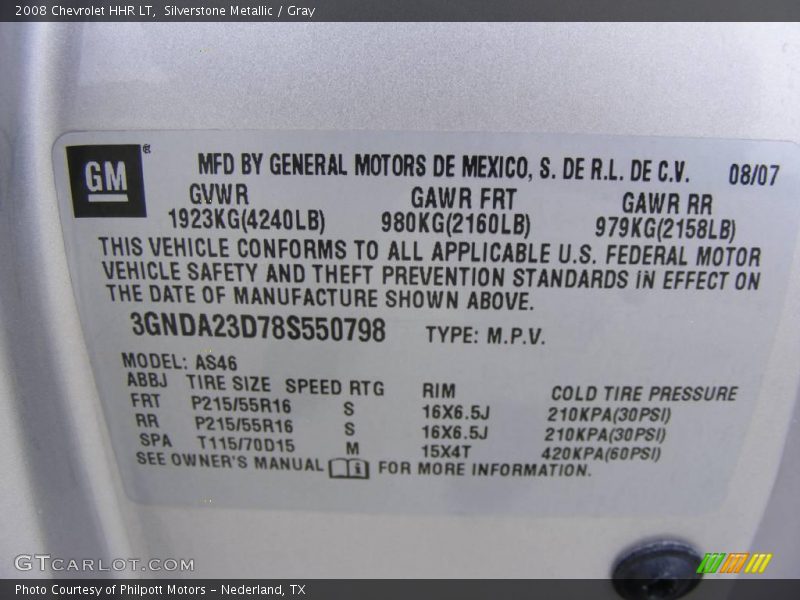 2008 Chevrolet HHR LT, Silverstone Metallic / Gray
GM ® MFD BY GENERAL MOTORS DE MEXICO, S. DE R.L. DE C.V. 08/07
GVWR GAWR FRT GAWR RR
1923KG(4240LB) 980KG(2160LB) 979KG(2158LB)
THIS VEHICLE CONFORMS TO ALL APPLICABLE U.S. FEDERAL MOTOR
VEHICLE SAFETY AND THEFT PREVENTION STANDARDS IN EFFECT ON
THE DATE OF MANUFACTURE SHOWN ABOVE.
3GNDA23D78S550798 TYPE: M.P.V.
MODEL: AS46
ABBJ TIRE SIZE SPEED RTG RIM COLD TIRE PRESSURE
FRT P215/55R16 S 16X6.5J 210KPA(30PSI)
RR P215/55R16 S 16X6.5J 210KPA(30PSI)
SPA T115/70D15 M 15X4T 420KPA(60PSI)
SEE OWNER'S MANUAL i FOR MORE INFORMATION.
GTCARLOT.COM
Photo Courtesy of Philpott Motors - Nederland, TX